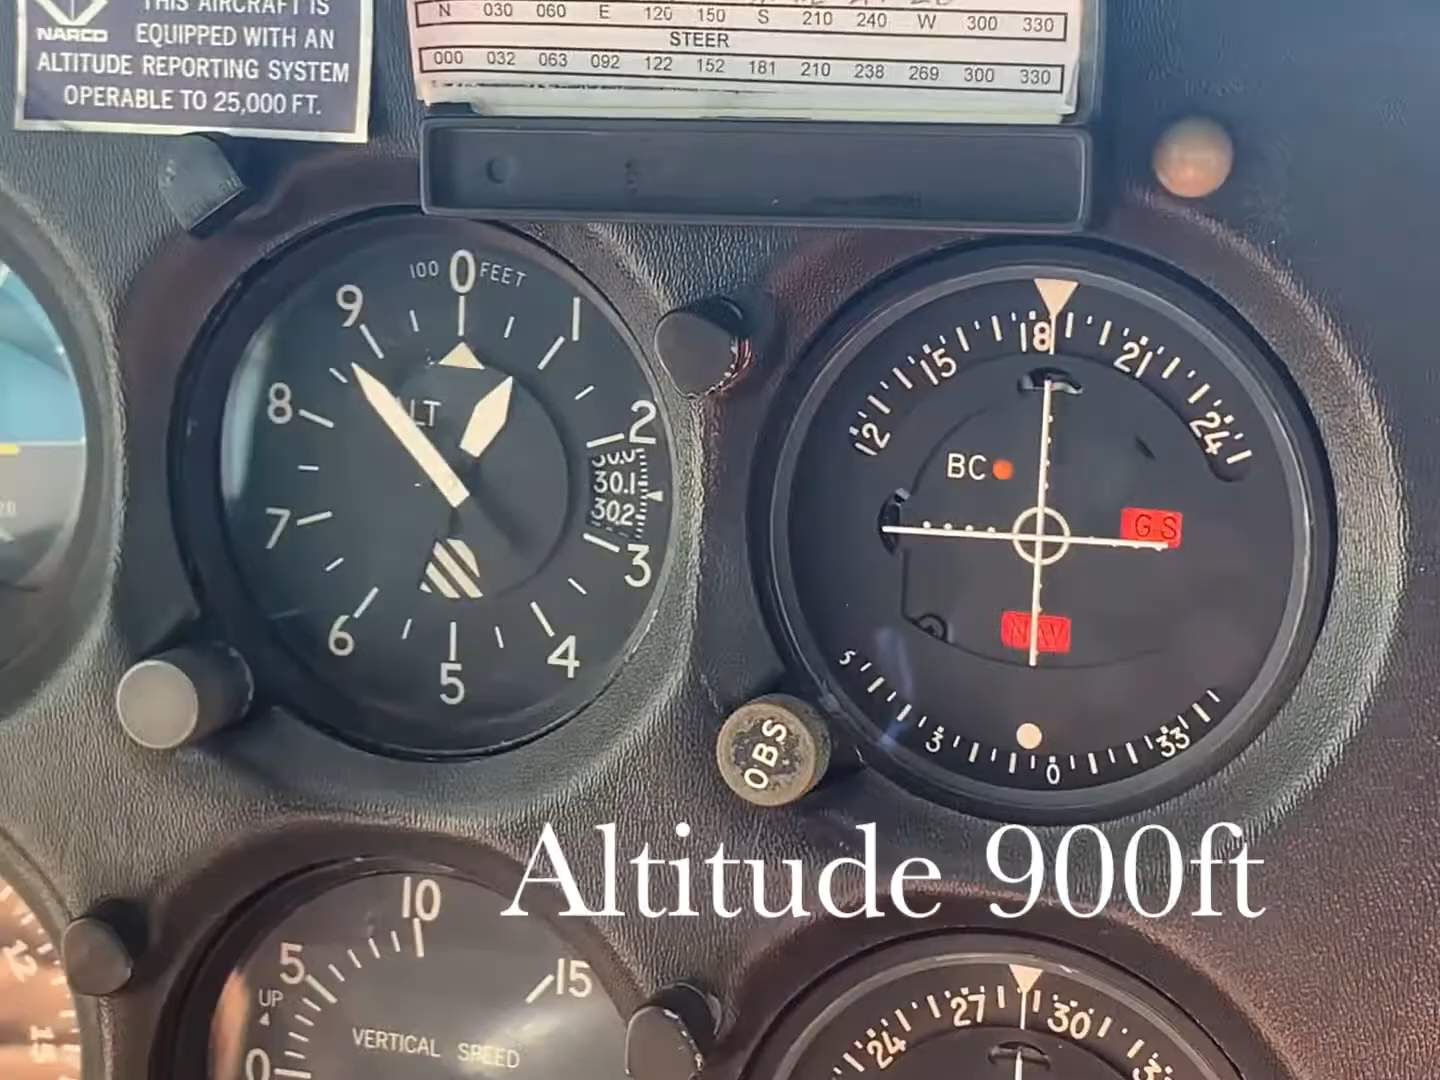 THIS AIRCRAFT IS
NARCO
EQUIPPED WITH AN
ALTITUDE REPORTING SYSTEM
OPERABLE TO 25,000 FT.
N 030 060 E 120 150 S 210 240 W 300 330
STEER
000 032 063 092 122 152 181 210 238 269 300 330
100 0 FEET
9 1
ALT
8 2
30.0
30.1
30.2
7 3
6 4
5
12 15 18 21 24
BC
GS
NAV
3 0 33
OBS
Altitude 900ft
10
5 15
UP
VERTICAL SPEED
0
24 27 30
12
15